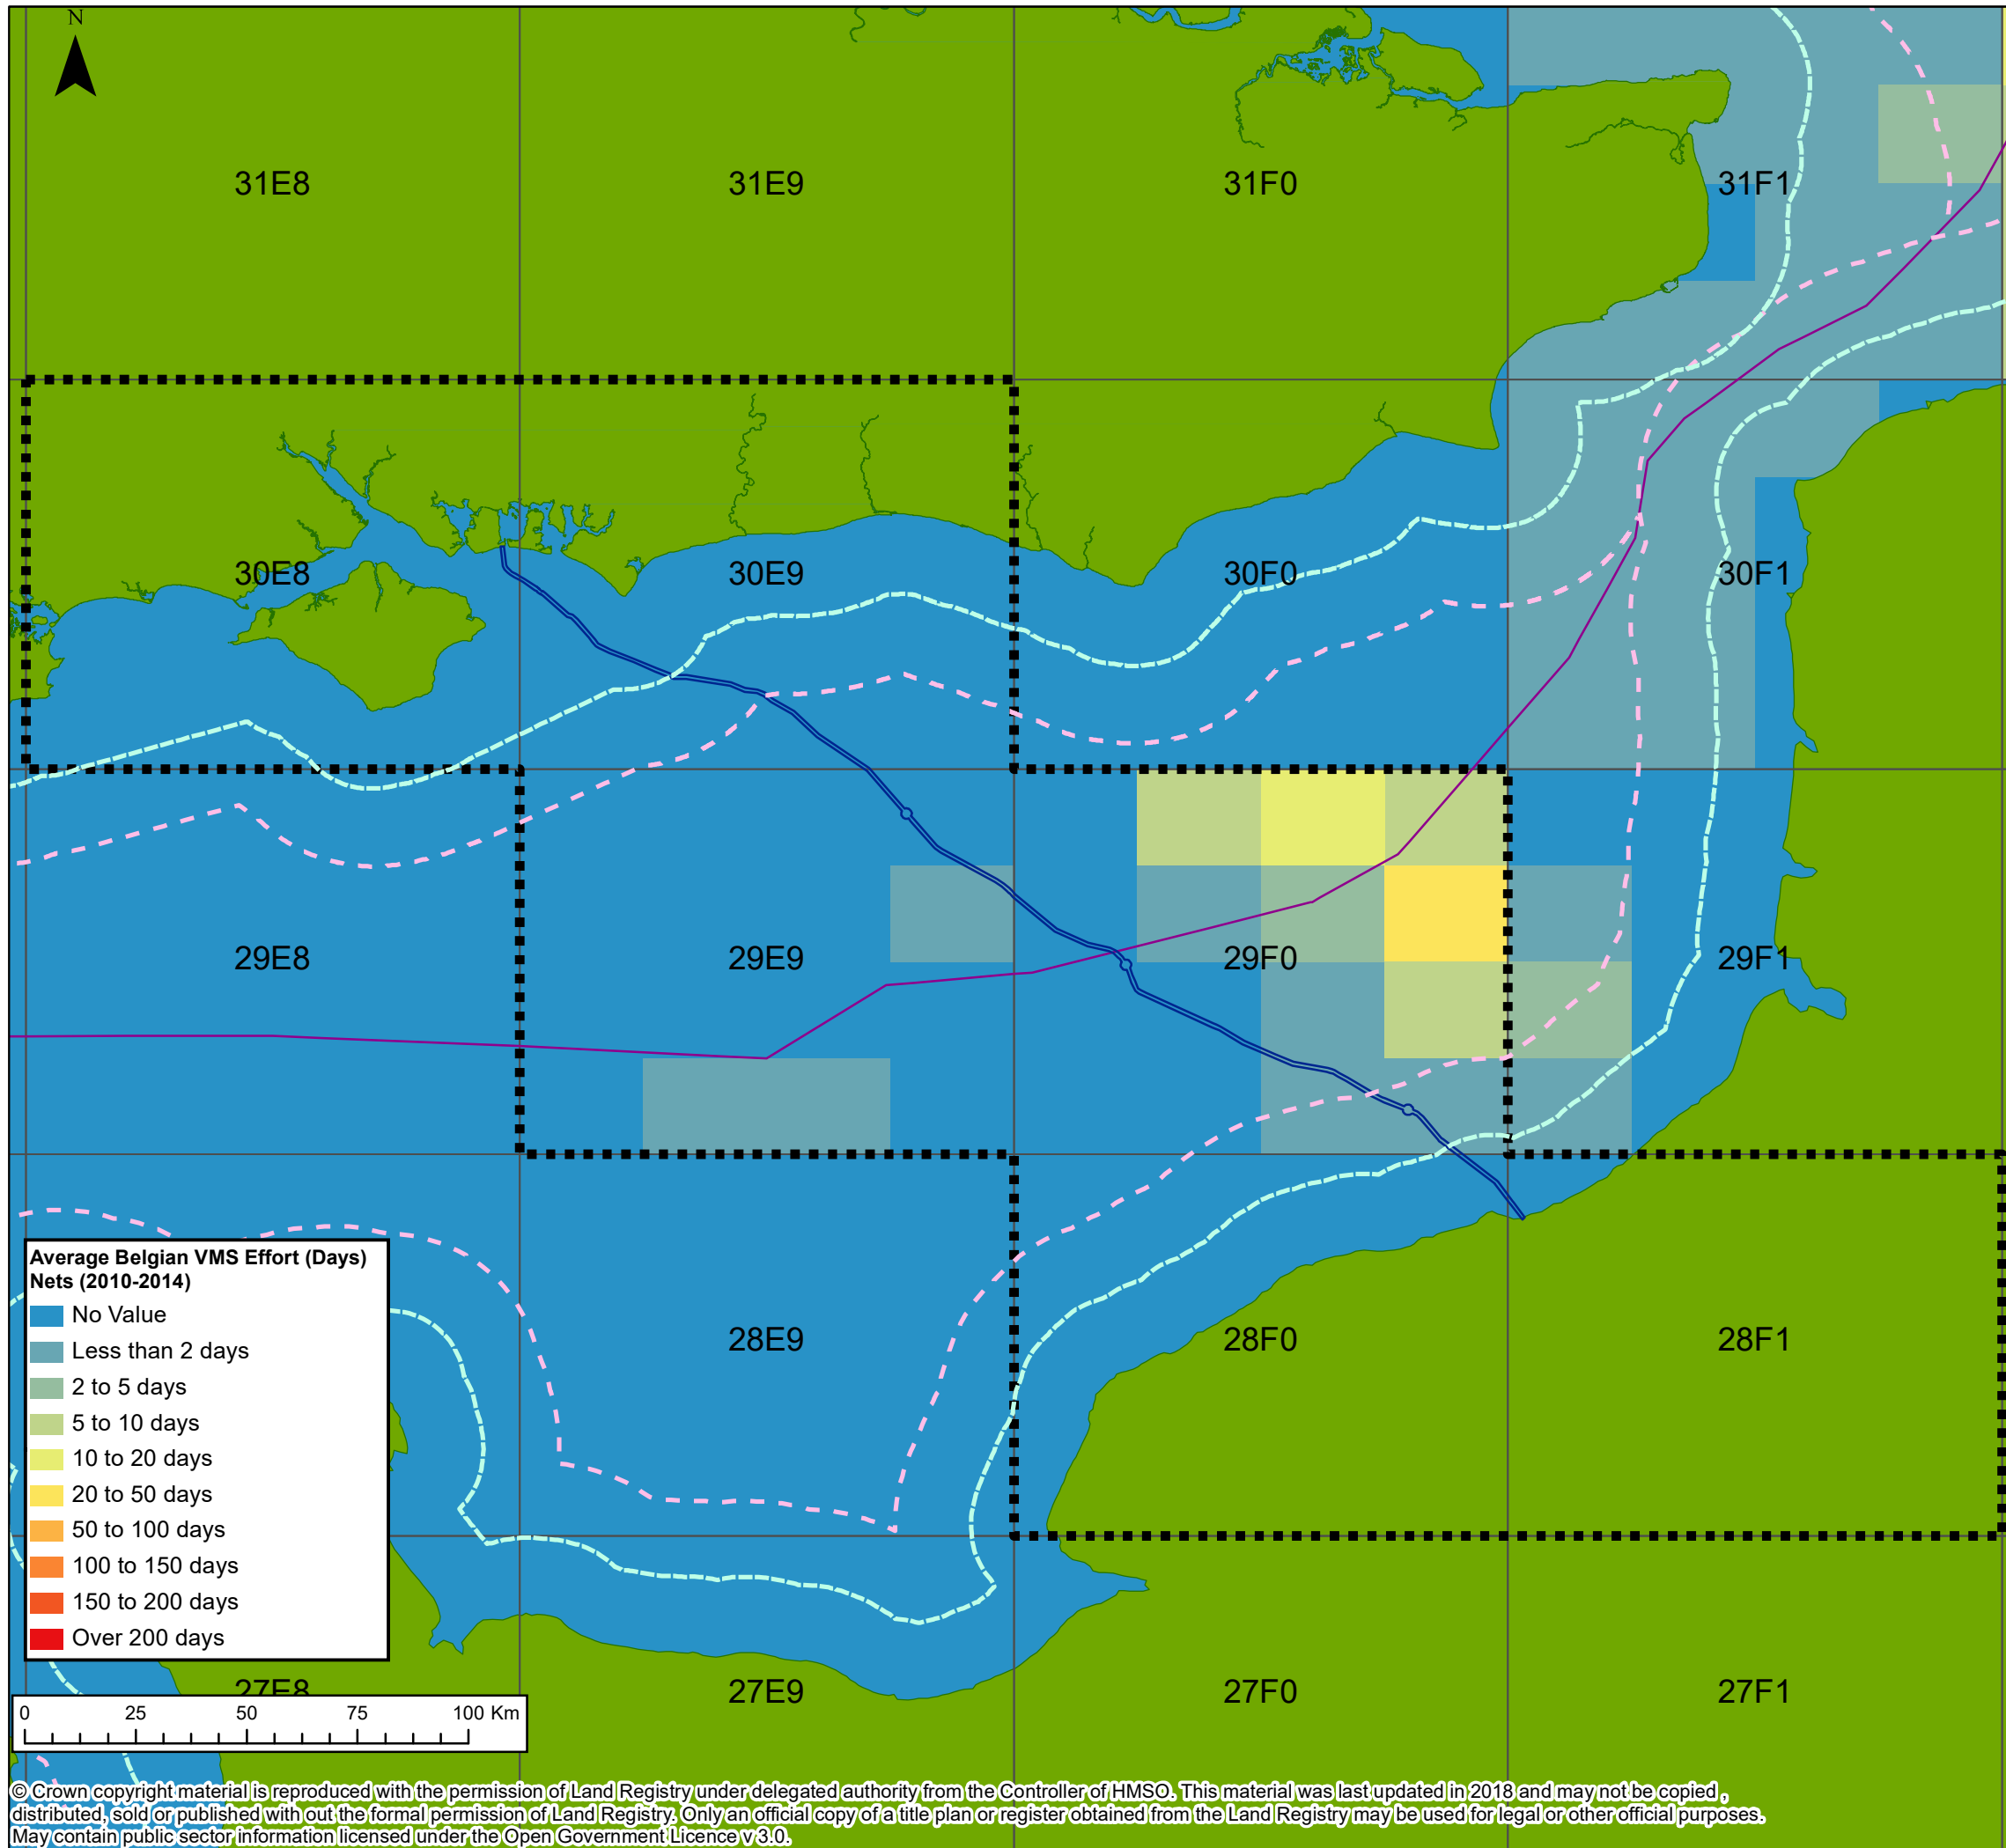 N
31E8
31E9
31F0
31F1
30E8
30E9
30F0
30F1
29E8
29E9
29F0
29F1
28E9
28F0
28F1
Average Belgian VMS Effort (Days)
Nets (2010-2014)
No Value
Less than 2 days
2 to 5 days
5 to 10 days
10 to 20 days
20 to 50 days
50 to 100 days
100 to 150 days
150 to 200 days
Over 200 days
27E8
27E9
27F0
27F1
0 25 50 75 100 Km
© Crown copyright material is reproduced with the permission of Land Registry under delegated authority from the Controller of HMSO. This material was last updated in 2018 and may not be copied ,
distributed, sold or published with out the formal permission of Land Registry. Only an official copy of a title plan or register obtained from the Land Registry may be used for legal or other official purposes.
May contain public sector information licensed under the Open Government Licence v 3.0.